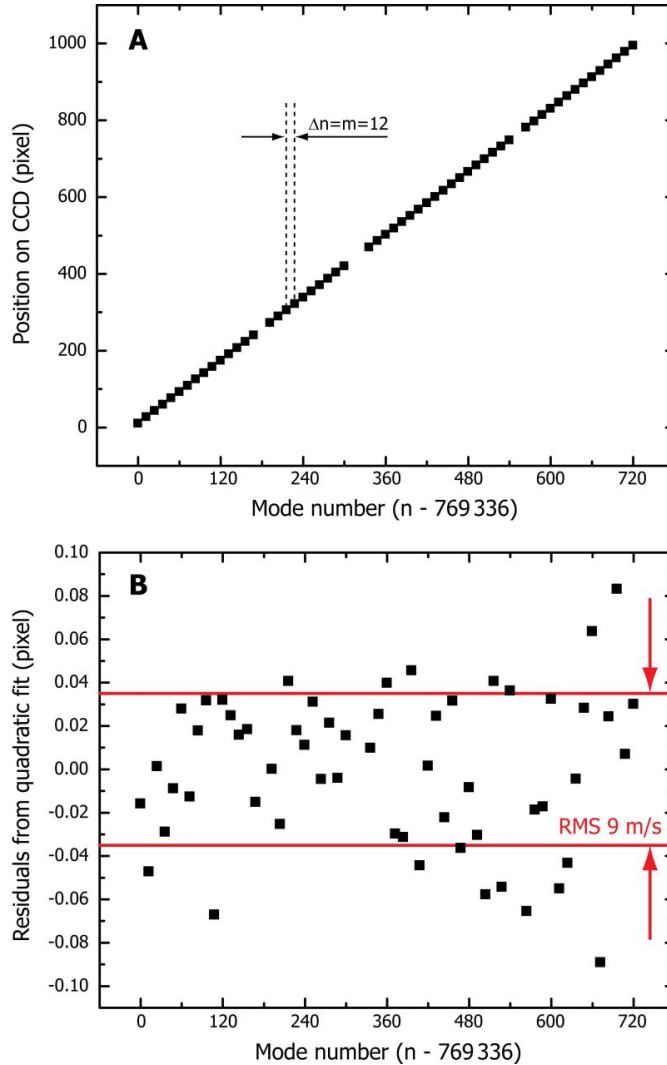 A
1000
800
600
400
200
0
Position on CCD (pixel)
Δn=m=12
0 120 240 360 480 600 720
Mode number (n - 769 336)
B
0.10
0.08
0.06
0.04
0.02
0.00
-0.02
-0.04
-0.06
-0.08
-0.10
Residuals from quadratic fit (pixel)
RMS 9 m/s
0 120 240 360 480 600 720
Mode number (n - 769 336)